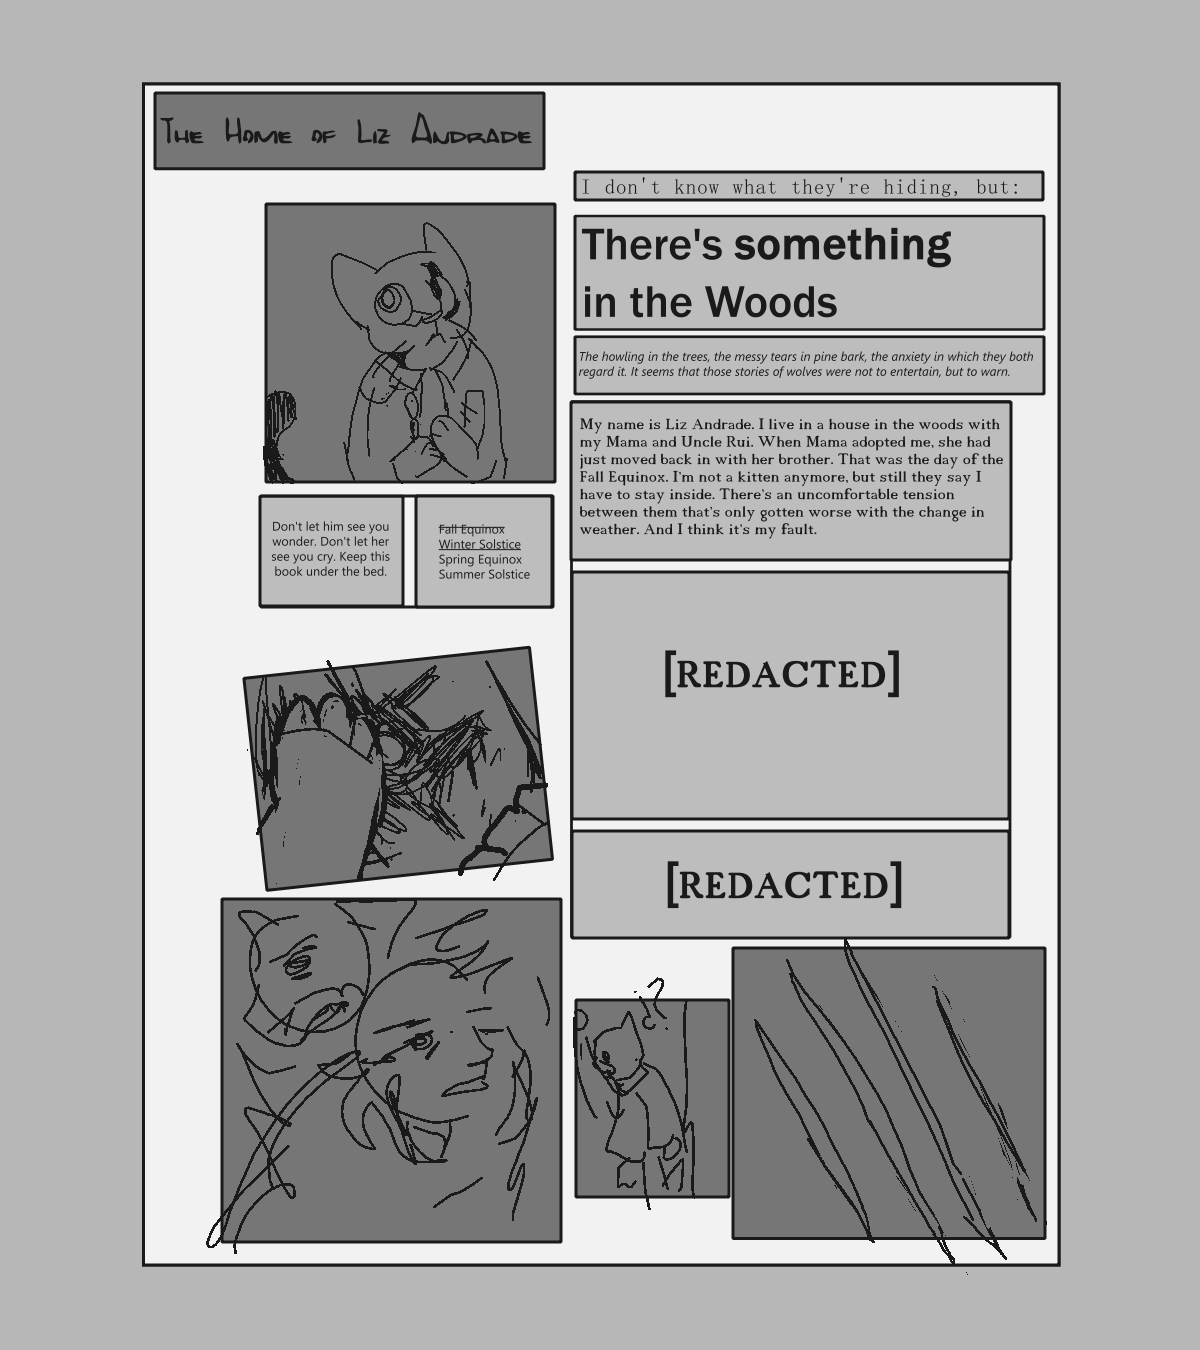 The Home of Liz Andrade
I don't know what they're hiding, but:
There's something
in the Woods
The howling in the trees, the messy tears in pine bark, the anxiety in which they both
regard it. It seems that those stories of wolves were not to entertain, but to warn.
My name is Liz Andrade. I live in a house in the woods with
my Mama and Uncle Rui. When Mama adopted me, she had
just moved back in with her brother. That was the day of the
Fall Equinox. I'm not a kitten anymore, but still they say I
have to stay inside. There's an uncomfortable tension
between them that's only gotten worse with the change in
weather. And I think it's my fault.
Don't let him see you
wonder. Don't let her
see you cry. Keep this
book under the bed.
Fall Equinox
Winter Solstice
Spring Equinox
Summer Solstice
[REDACTED]
[REDACTED]
?